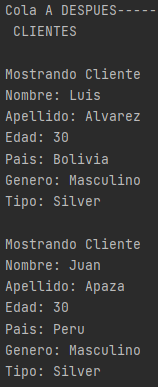 Cola A DESPUES-----
CLIENTES
Mostrando Cliente
Nombre: Luis
Apellido: Alvarez
Edad: 30
Pais: Bolivia
Genero: Masculino
Tipo: Silver
Mostrando Cliente
Nombre: Juan
Apellido: Apaza
Edad: 30
Pais: Peru
Genero: Masculino
Tipo: Silver